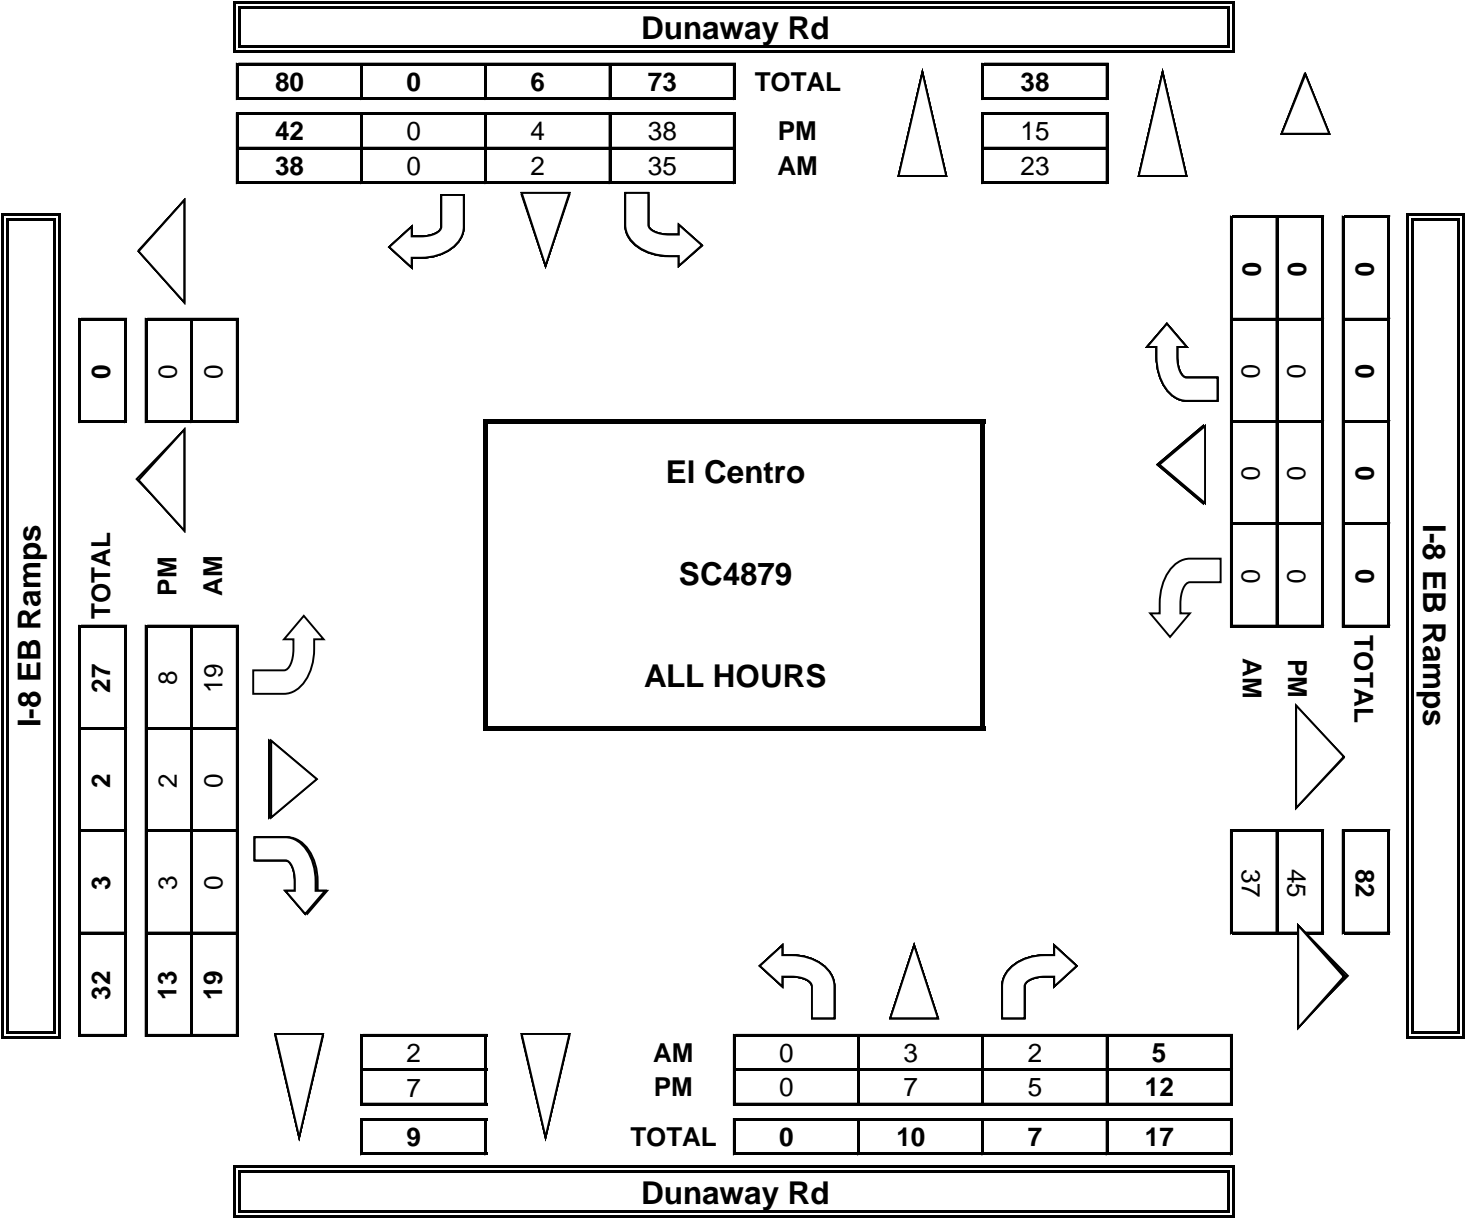 Dunaway Rd
80 0 6 73 TOTAL 38
42 0 4 38 PM 15
38 0 2 35 AM 23
I-8 EB Ramps
0 0 0
TOTAL PM AM
27 8 19
2 2 0
3 3 0
32 13 19
El Centro
SC4879
ALL HOURS
0 0 0
0 0 0
0 0 0
0 0 0
AM PM TOTAL
37 45 82
I-8 EB Ramps
2 AM 0 3 2 5
7 PM 0 7 5 12
9 TOTAL 0 10 7 17
Dunaway Rd